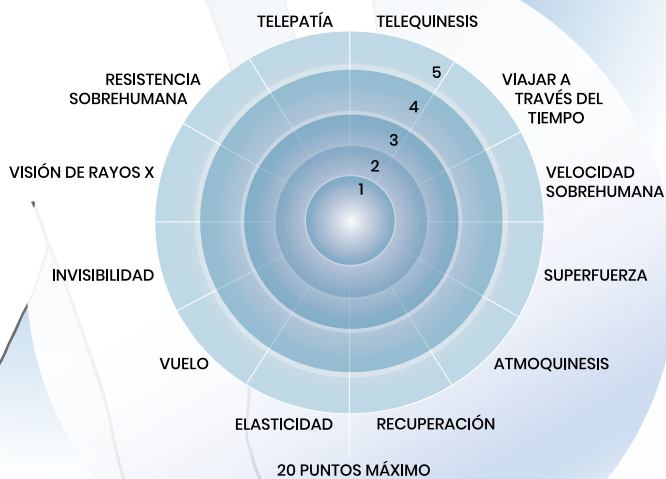 TELEPATÍA
TELEQUINESIS
RESISTENCIA
SOBREHUMANA
5
VIAJAR A
TRAVÉS DEL
TIEMPO
4
3
VISIÓN DE RAYOS X
2
VELOCIDAD
SOBREHUMANA
1
INVISIBILIDAD
SUPERFUERZA
VUELO
ATMOQUINESIS
ELASTICIDAD
RECUPERACIÓN
20 PUNTOS MÁXIMO